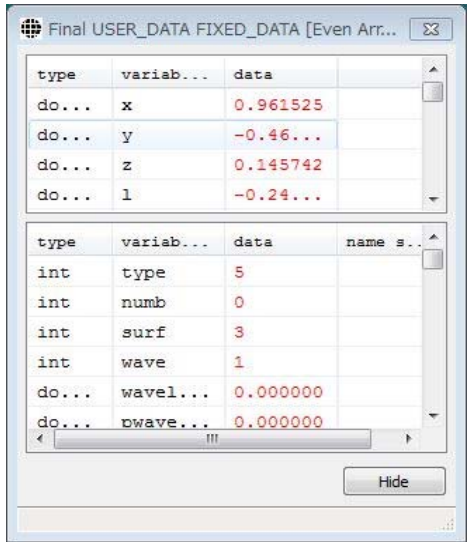 Final USER_DATA FIXED_DATA [Even Arr...
type variab... data
do... x 0.961525
do... y -0.46...
do... z 0.145742
do... l -0.24...
type variab... data name s...
int type 5
int numb 0
int surf 3
int wave 1
do... wavel... 0.000000
do... pwave... 0.000000
Hide